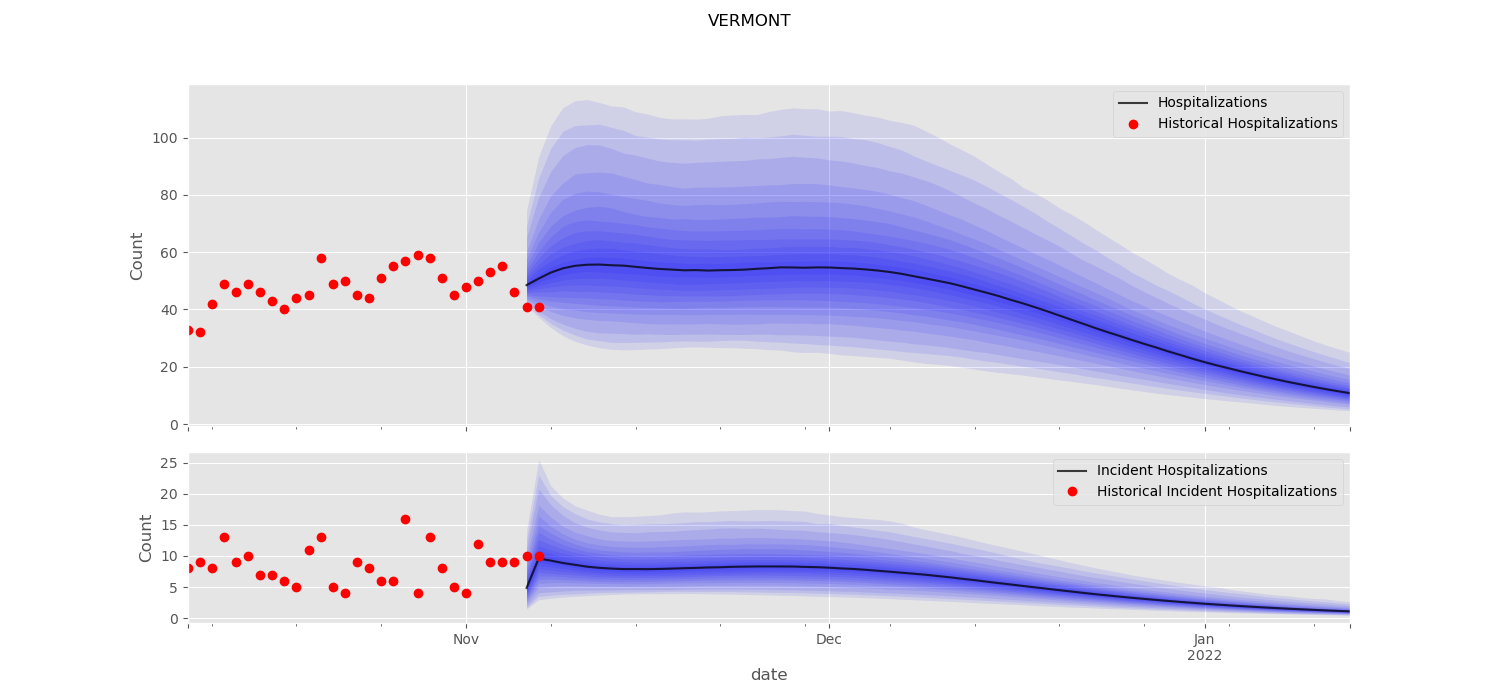 VERMONT
Hospitalizations
Historical Hospitalizations
Count
100
80
60
40
20
0
Incident Hospitalizations
Historical Incident Hospitalizations
Count
25
20
15
10
5
0
Nov
Dec
Jan
2022
date